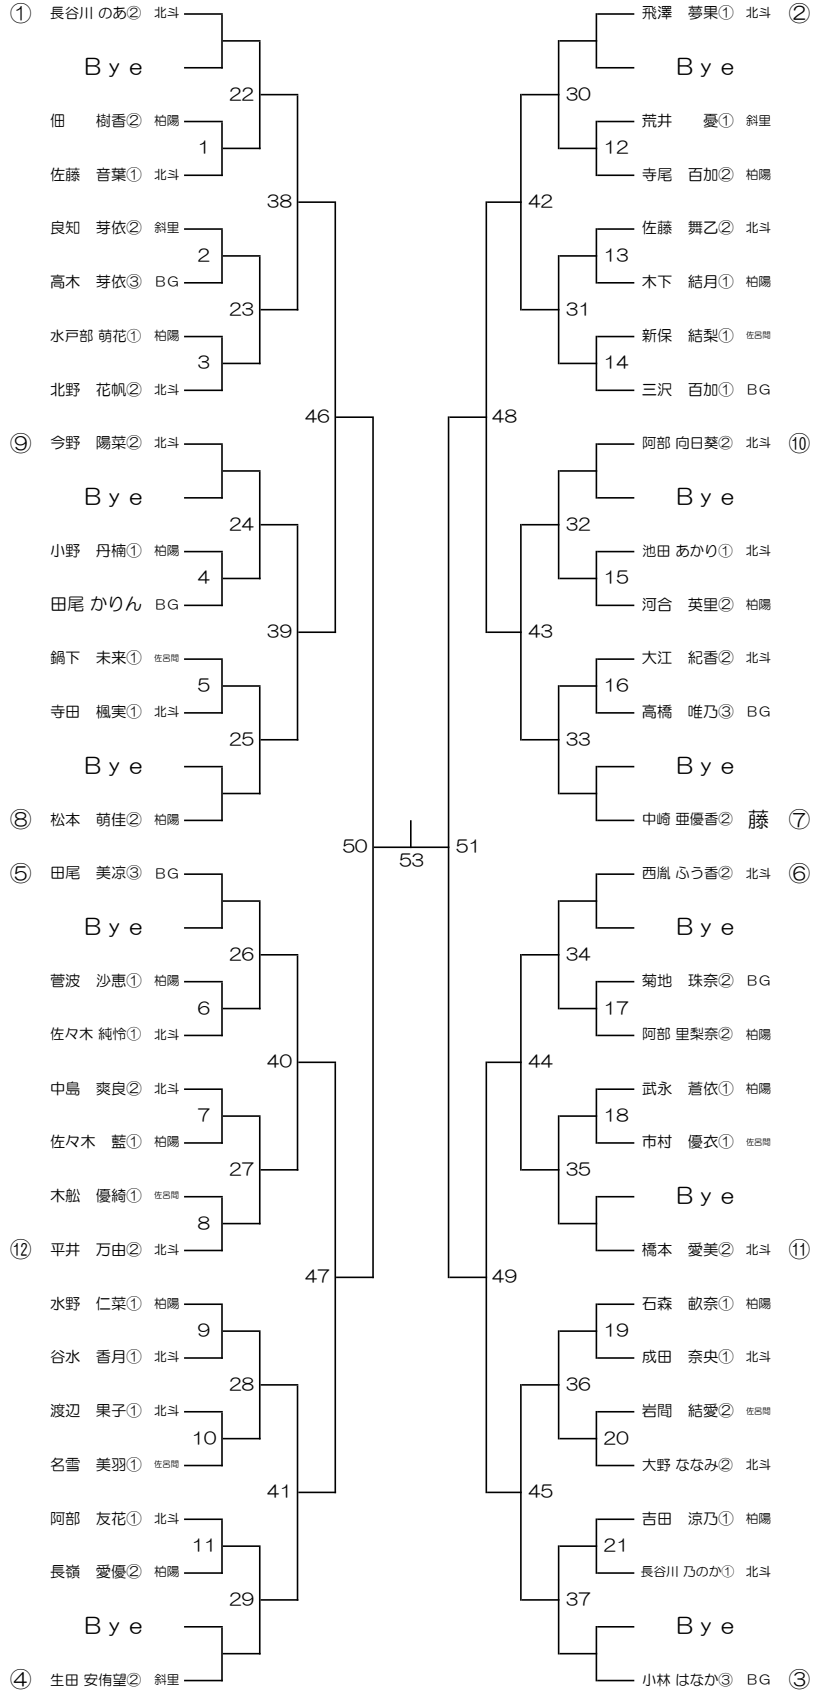 ① 長谷川 のあ② 北斗
Bye
22
佃 樹香② 柏陽
1
佐藤 音葉① 北斗
38
良知 芽依② 斜里
2
高木 芽依③ BG
23
水戸部 萌花① 柏陽
3
北野 花帆② 北斗
46
⑨ 今野 陽菜② 北斗
Bye
24
小野 丹楠① 柏陽
4
田尾 かりん BG
39
鍋下 未来① 佐呂間
5
寺田 楓実① 北斗
25
Bye
⑧ 松本 萌佳② 柏陽
50
⑤ 田尾 美凉③ BG
Bye
26
菅波 沙恵① 柏陽
6
佐々木 純怜① 北斗
40
中島 爽良② 北斗
7
佐々木 藍① 柏陽
27
木舩 優綺① 佐呂間
8
⑫ 平井 万由② 北斗
47
水野 仁菜① 柏陽
9
谷水 香月① 北斗
28
渡辺 果子① 北斗
10
名雪 美羽① 佐呂間
41
阿部 友花① 北斗
11
長嶺 愛優② 柏陽
29
Bye
④ 生田 安侑望② 斜里
53
飛澤 夢果① 北斗 ②
Bye
30
荒井 憂① 斜里
12
寺尾 百加② 柏陽
42
佐藤 舞乙② 北斗
13
木下 結月① 柏陽
31
新保 結梨① 佐呂間
14
三沢 百加① BG
48
阿部 向日葵② 北斗 ⑩
Bye
32
池田 あかり① 北斗
15
河合 英里② 柏陽
43
大江 紀香② 北斗
16
高橋 唯乃③ BG
33
Bye
中崎 亜優香② 藤 ⑦
51
西胤 ふう香② 北斗 ⑥
Bye
34
菊地 珠奈② BG
17
阿部 里梨奈② 柏陽
44
武永 蒼依① 柏陽
18
市村 優衣① 佐呂間
35
Bye
橋本 愛美② 北斗 ⑪
49
石森 畝奈① 柏陽
19
成田 奈央① 北斗
36
岩間 結愛② 佐呂間
20
大野 ななみ② 北斗
45
吉田 涼乃① 柏陽
21
長谷川 乃のか① 北斗
37
Bye
小林 はなか③ BG ③